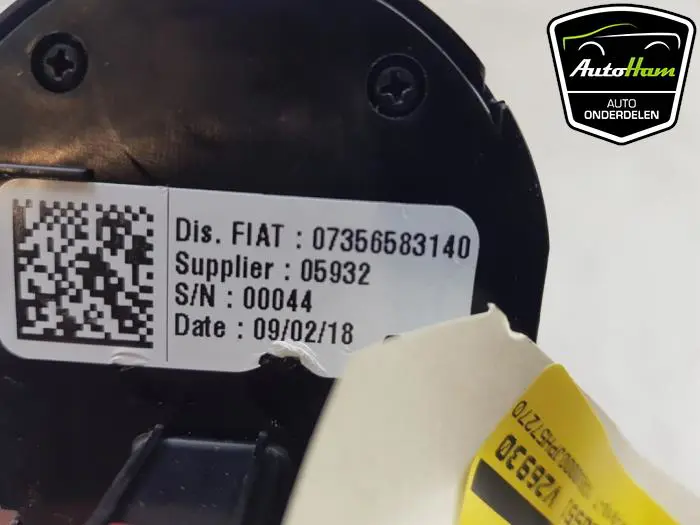 AutoHam
AUTO
ONDERDELEN
Dis. FIAT : 07356583140
Supplier : 05932
S/N : 00044
Date : 09/02/18
V26930